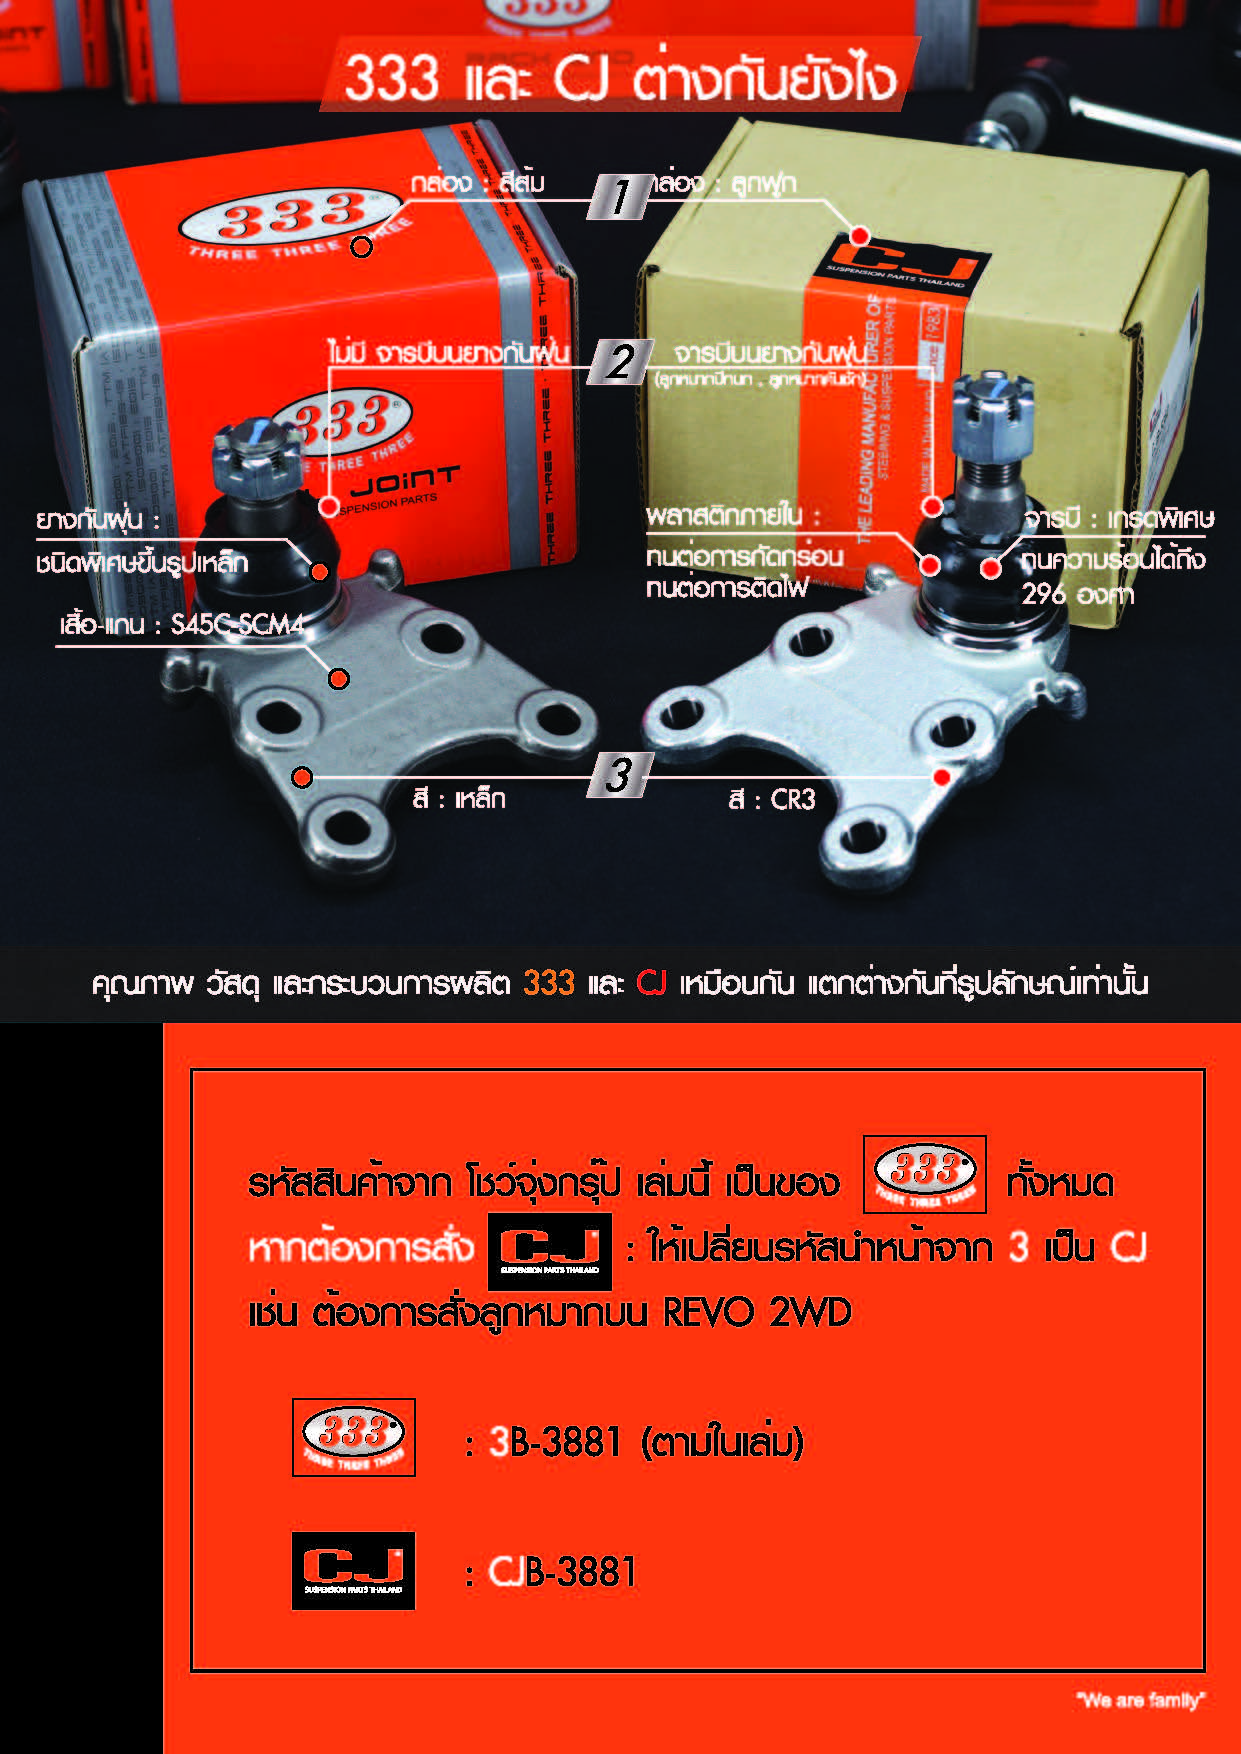 333 และ CJ ต่างกันยังไง
กล่อง : สีส้ม
1
ล่อง : ลูกฟูก
333
THREE THREE THREE
CJ
SUSPENSION PARTS THAILAND
THE LEADING MANUFACTURER OF
STEERING & SUSPENSION PARTS
ไม่มี จารบีบนยางกันฝุ่น
2
จารบีบนยางกันฝุ่น
(ลูกหมากปีกนก , ลูกหมากคันชัก)
333
THREE THREE
JOINT
SPENSION PARTS
ยางกันฝุ่น :
ชนิดพิเศษขึ้นรูปเหล็ก
เสื้อ-แกน : S45C-SCM4
พลาสติกภายใน :
ทนต่อการกัดกร่อน
ทนต่อการติดไฟ
จารบี : เกรดพิเศษ
ทนความร้อนได้ถึง
296 องศา
3
สี : เหล็ก
สี : CR3
คุณภาพ วัสดุ และกระบวนการผลิต 333 และ CJ เหมือนกัน แตกต่างกันที่รูปลักษณ์เท่านั้น
รหัสสินค้าจาก โชว์จุ่งกรุ๊ป เล่มนี้ เป็นของ 333 THREE THREE THREE ทั้งหมด
หากต้องการสั่ง CJ SUSPENSION PARTS THAILAND : ให้เปลี่ยนรหัสนำหน้าจาก 3 เป็น CJ
เช่น ต้องการสั่งลูกหมากบน REVO 2WD
333 THREE THREE THREE : 3B-3881 (ตามในเล่ม)
CJ SUSPENSION PARTS THAILAND : CJB-3881
"We are family"